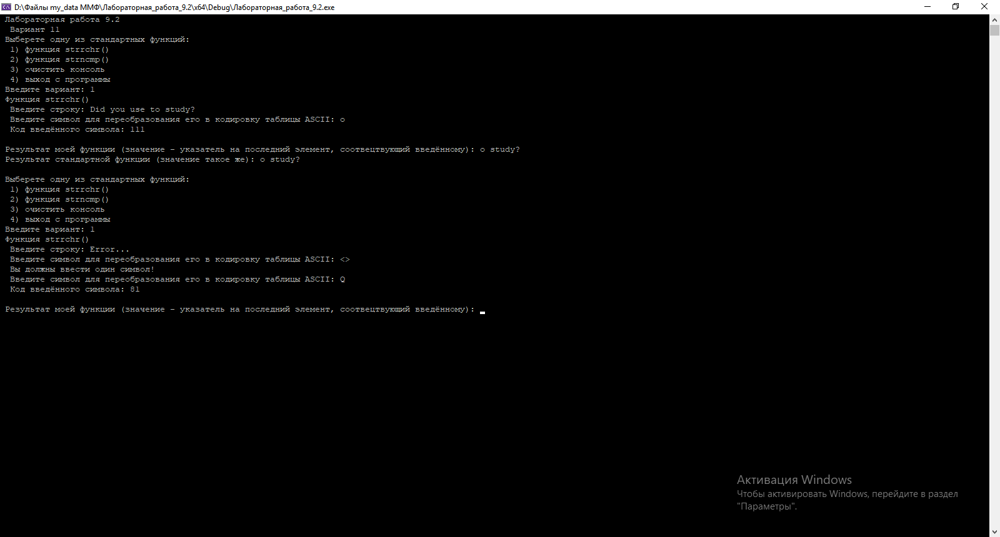 D:\Файлы my_data ММФ\Лабораторная_работа_9.2\x64\Debug\Лабораторная_работа_9.2.exe
Лабораторная работа 9.2
Вариант 11
Выберете одну из стандартных функций:
1) функция strrchr()
2) функция strncmp()
3) очистить консоль
4) выход с программы
Введите вариант: 1
Функция strrchr()
Введите строку: Did you use to study?
Введите символ для переобразования его в кодировку таблицы ASCII: o
Код введённого символа: 111
Результат моей функции (значение - указатель на последний элемент, соотвецтвующий введённому): o study?
Результат стандартной функции (значение такое же): o study?
Выберете одну из стандартных функций:
1) функция strrchr()
2) функция strncmp()
3) очистить консоль
4) выход с программы
Введите вариант: 1
Функция strrchr()
Введите строку: Error...
Введите символ для переобразования его в кодировку таблицы ASCII: <>
Вы должны ввести один символ!
Введите символ для переобразования его в кодировку таблицы ASCII: Q
Код введённого символа: 81
Результат моей функции (значение - указатель на последний элемент, соотвецтвующий введённому):
Активация Windows
Чтобы активировать Windows, перейдите в раздел
"Параметры".